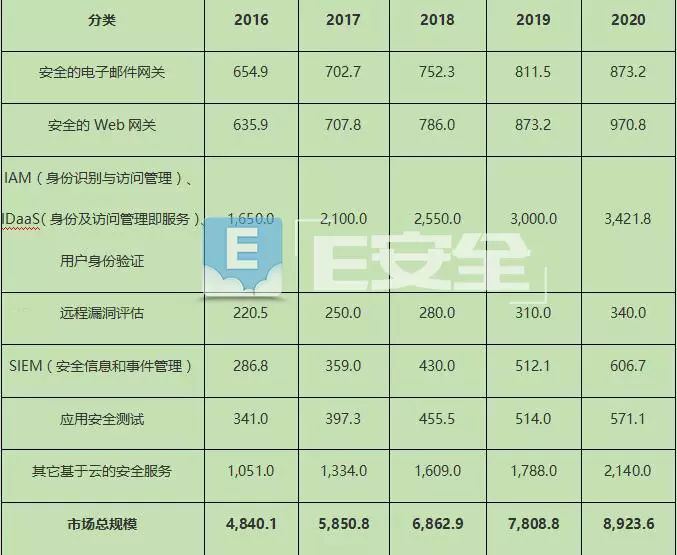 分类 2016 2017 2018 2019 2020
安全的电子邮件网关 654.9 702.7 752.3 811.5 873.2
安全的 Web 网关 635.9 707.8 786.0 873.2 970.8
IAM（身份识别与访问管理）、
IDaaS（身份及访问管理即服务）、 1,650.0 2,100.0 2,550.0 3,000.0 3,421.8
用户身份验证
E E安全
远程漏洞评估 220.5 250.0 280.0 310.0 340.0
SIEM（安全信息和事件管理） 286.8 359.0 430.0 512.1 606.7
应用安全测试 341.0 397.3 455.5 514.0 571.1
其它基于云的安全服务 1,051.0 1,334.0 1,609.0 1,788.0 2,140.0
市场总规模 4,840.1 5,850.8 6,862.9 7,808.8 8,923.6